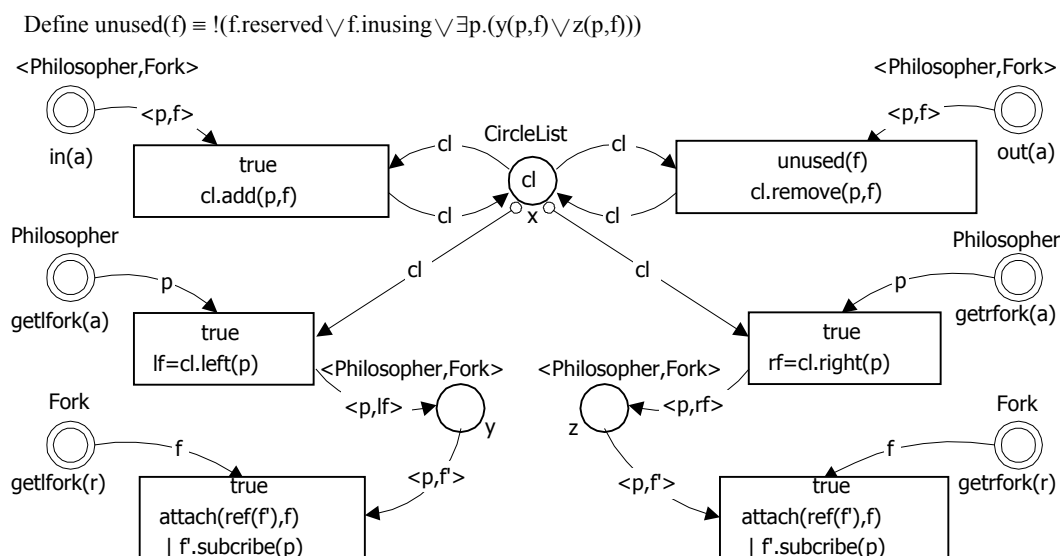 Define unused(f) ≡ !(f.reserved∨f.inusing∨∃p.(y(p,f)∨z(p,f)))
<Philosopher,Fork>
<Philosopher,Fork>
<p,f>
<p,f>
in(a)
CircleList
out(a)
true
cl.add(p,f)
cl
cl
cl
x
cl
cl
unused(f)
cl.remove(p,f)
Philosopher
Philosopher
p
cl
cl
p
getlfork(a)
getrfork(a)
true
lf=cl.left(p)
true
rf=cl.right(p)
<Philosopher,Fork>
<Philosopher,Fork>
<p,lf>
y
<p,rf>
z
Fork
Fork
f
f
getlfork(r)
getrfork(r)
<p,f'>
<p,f'>
true
attach(ref(f'),f)
| f'.subcribe(p)
true
attach(ref(f'),f)
| f'.subcribe(p)